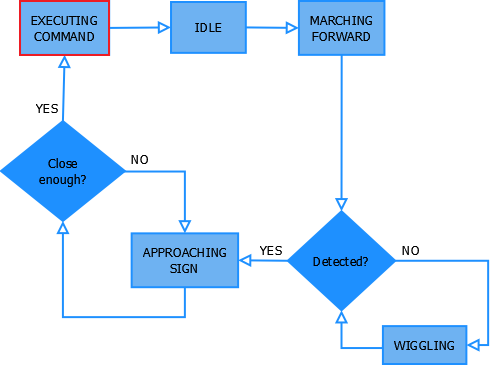 EXECUTING
COMMAND
IDLE
MARCHING
FORWARD
YES
Close
enough?
NO
APPROACHING
SIGN
YES
Detected?
NO
WIGGLING